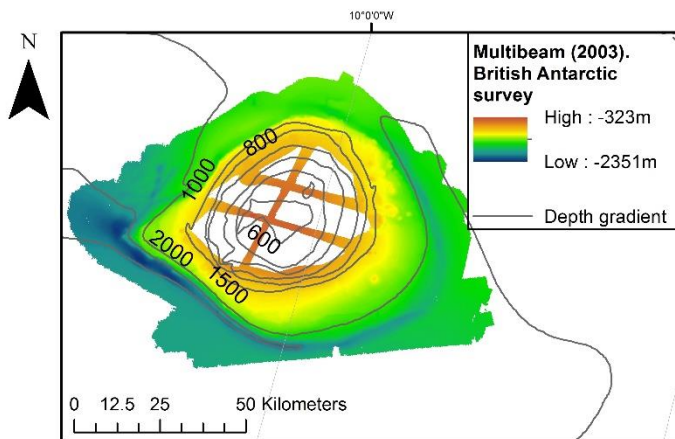 10°0'0"W
N
Multibeam (2003).
British Antarctic
survey
High : -323m
Low : -2351m
Depth gradient
800
1000
600
2000
1500
0 12.5 25 50 Kilometers